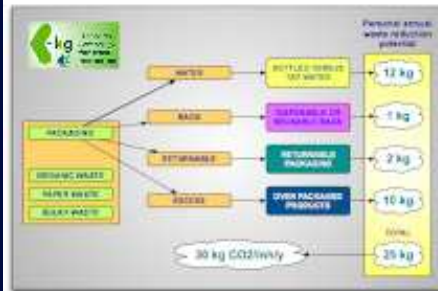 -kg
Personal annual
waste reduction
potential
WATER
BOTTLED VERSUS
TAP WATER
12 kg
BAGS
DISPOSABLE OR
REUSABLE BAGS
1 kg
PACKAGING
RETURNABLE
RETURNABLE
PACKAGING
2 kg
ORGANIC WASTE
PAPER WASTE
BULKY WASTE
EXCESS
OVER PACKAGED
PRODUCTS
10 kg
TOTAL:
30 kg CO2/inh/y
25 kg